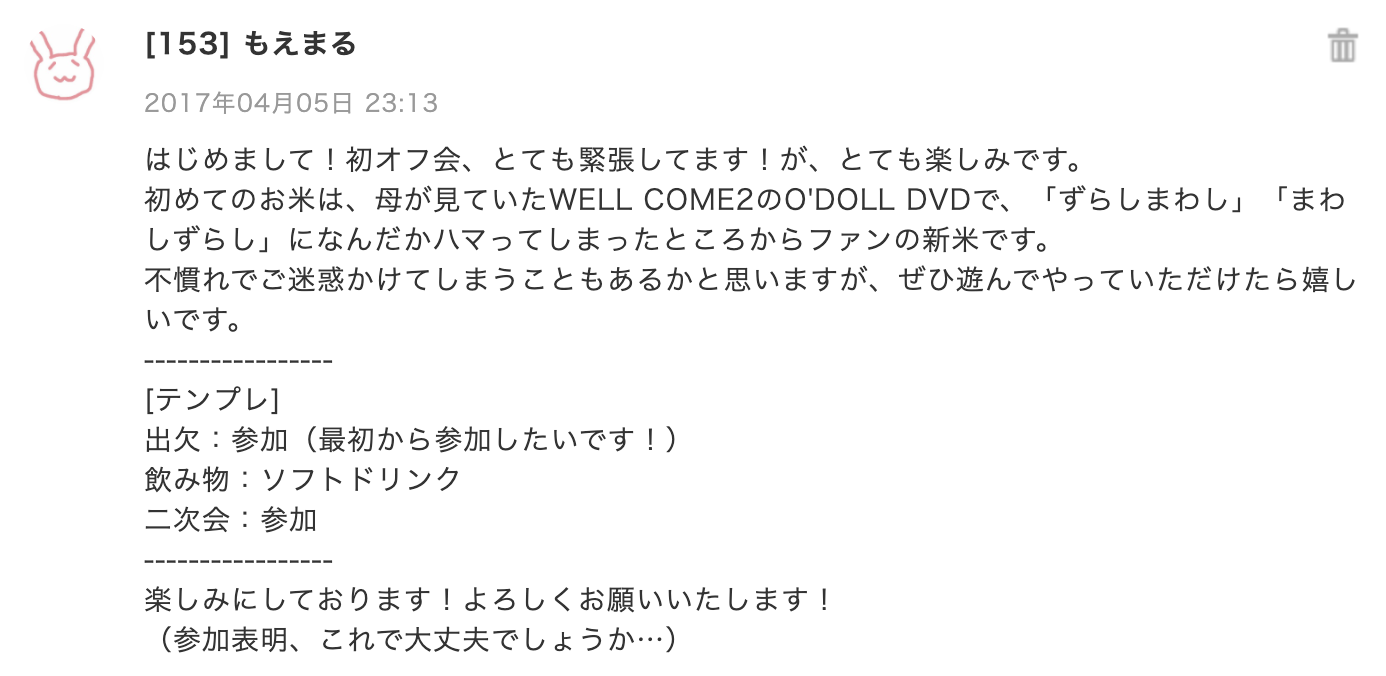 [153] もえまる
2017年04月05日 23:13
はじめまして！初オフ会、とても緊張してます！が、とても楽しみです。
初めてのお米は、母が見ていたWELL COME2のO'DOLL DVDで、「ずらしまわし」「まわ
しずらし」になんだかハマってしまったところからファンの新米です。
不慣れでご迷惑かけてしまうこともあるかと思いますが、ぜひ遊んでやっていただけたら嬉し
いです。
-----------------
[テンプレ]
出欠：参加（最初から参加したいです！）
飲み物：ソフトドリンク
二次会：参加
-----------------
楽しみにしております！よろしくお願いいたします！
（参加表明、これで大丈夫でしょうか…）